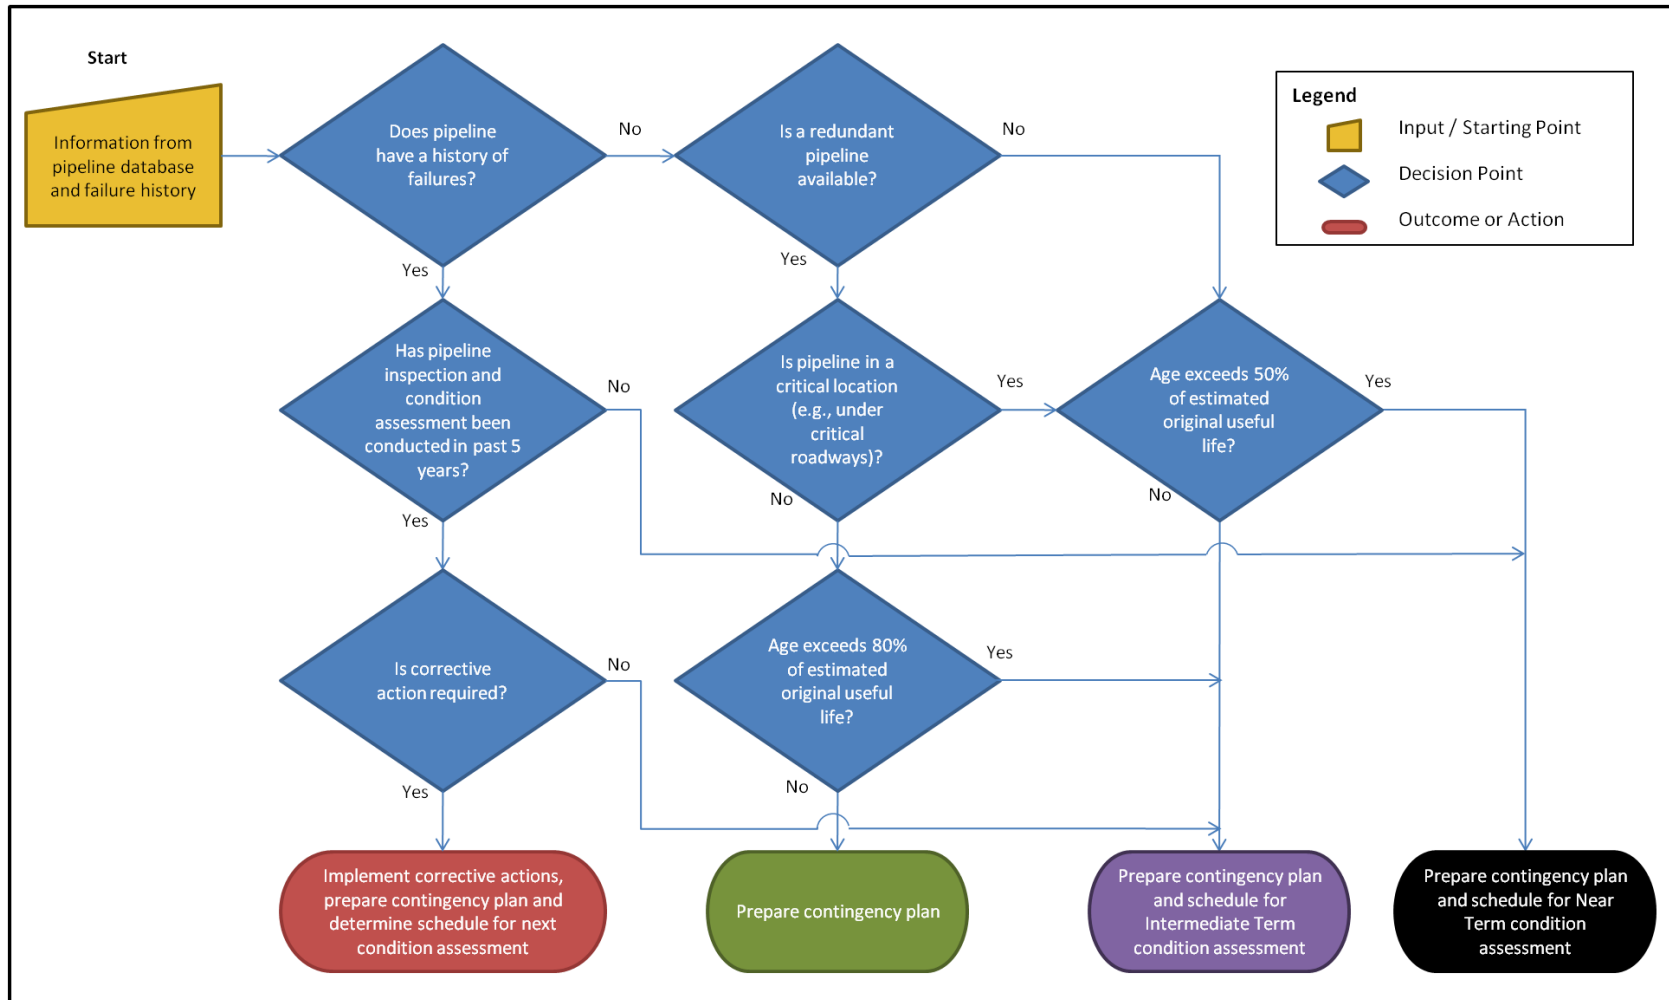 Start
Information from
pipeline database
and failure history
Does pipeline
have a history of
failures?
No
Yes
Is a redundant
pipeline
available?
No
Yes
Legend
Input / Starting Point
Decision Point
Outcome or Action
Has pipeline
inspection and
condition
assessment been
conducted in past 5
years?
No
Yes
Is pipeline in a
critical location
(e.g., under
critical
roadways)?
Yes
No
Age exceeds 50%
of estimated
original useful
life?
Yes
No
Is corrective
action required?
No
Yes
Age exceeds 80%
of estimated
original useful
life?
Yes
No
Implement corrective actions,
prepare contingency plan and
determine schedule for next
condition assessment
Prepare contingency plan
Prepare contingency plan
and schedule for
Intermediate Term
condition assessment
Prepare contingency plan
and schedule for Near
Term condition
assessment